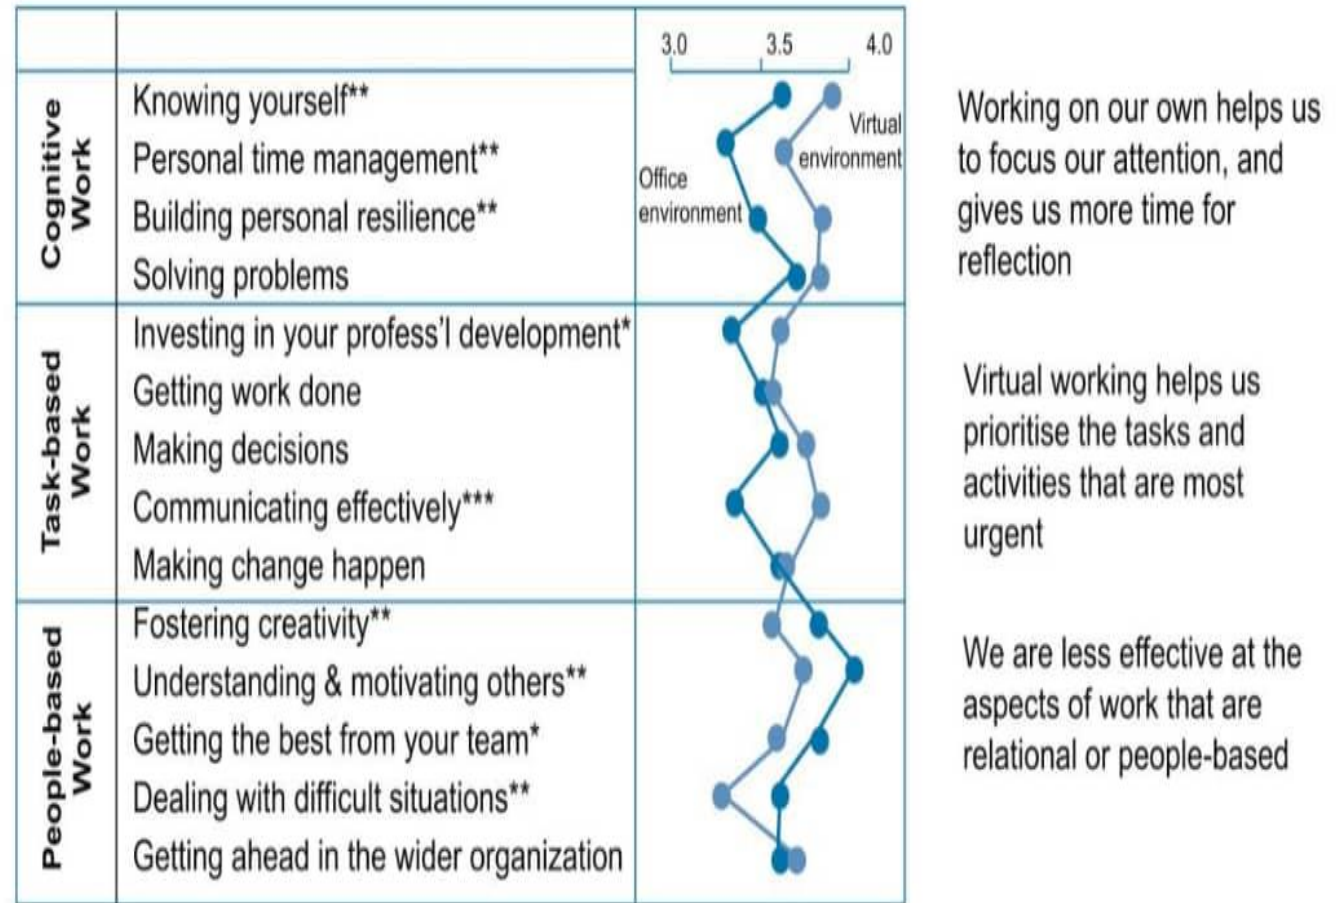 3.0 3.5 4.0
Cognitive
Work
Knowing yourself**
Personal time management**
Building personal resilience**
Solving problems
Office
environment
Virtual
environment
Working on our own helps us
to focus our attention, and
gives us more time for
reflection
Task-based
Work
Investing in your profess'l development*
Getting work done
Making decisions
Communicating effectively***
Making change happen
Virtual working helps us
prioritise the tasks and
activities that are most
urgent
People-based
Work
Fostering creativity**
Understanding & motivating others**
Getting the best from your team*
Dealing with difficult situations**
Getting ahead in the wider organization
We are less effective at the
aspects of work that are
relational or people-based